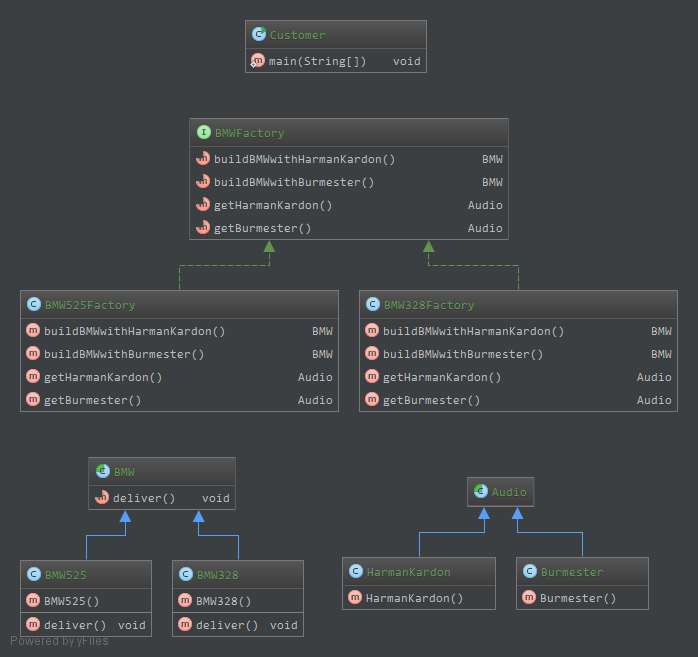 C Customer
m main(String[]) void
I BMWFactory
m buildBMWwithHarmanKardon() BMW
m buildBMWwithBurmester() BMW
m getHarmanKardon() Audio
m getBurmester() Audio
C BMW525Factory
m buildBMWwithHarmanKardon() BMW
m buildBMWwithBurmester() BMW
m getHarmanKardon() Audio
m getBurmester() Audio
C BMW328Factory
m buildBMWwithHarmanKardon() BMW
m buildBMWwithBurmester() BMW
m getHarmanKardon() Audio
m getBurmester() Audio
C BMW
m deliver() void
C Audio
C BMW525
m BMW525()
m deliver() void
C BMW328
m BMW328()
m deliver() void
C HarmanKardon
m HarmanKardon()
C Burmester
m Burmester()
Powered by yFiles